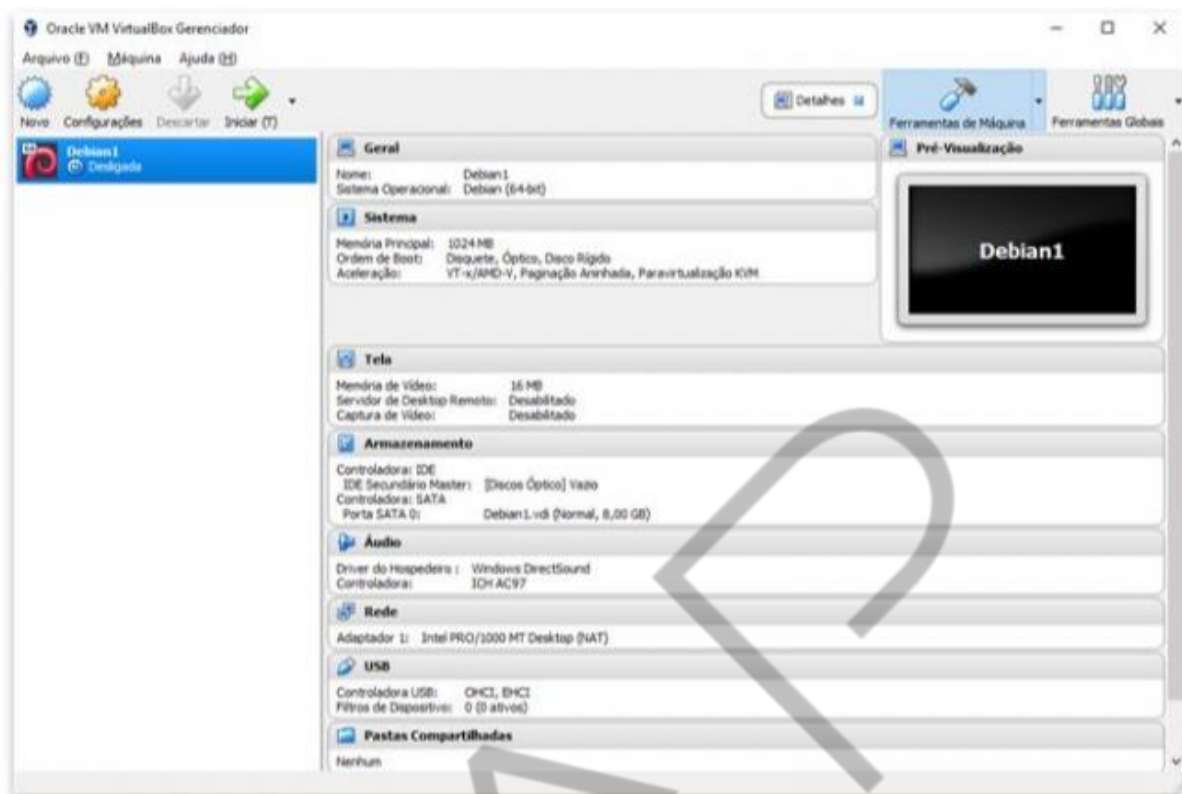 Oracle VM VirtualBox Gerenciador
Arquivo (F) Máquina Ajuda (H)
Novo Configurações Descartar Iniciar (T)
Detalhes
Ferramentas de Máquina Ferramentas Globais
64
Debian1
Desligada
Geral
Nome: Debian1
Sistema Operacional: Debian (64-bit)
Sistema
Memória Principal: 1024 MB
Ordem de Boot: Disquete, Óptico, Disco Rígido
Aceleração: VT-x/AMD-V, Paginação Aninhada, Paravirtualização KVM
Pré-Visualização
Debian1
Tela
Memória de Vídeo: 16 MB
Servidor de Desktop Remoto: Desabilitado
Captura de Vídeo: Desabilitado
Armazenamento
Controladora: IDE
IDE Secundário Master: [Discos Óptico] Vazio
Controladora: SATA
Porta SATA 0: Debian1.vdi (Normal, 8,00 GB)
Áudio
Driver do Hospedeiro : Windows DirectSound
Controladora: ICH AC97
Rede
Adaptador 1: Intel PRO/1000 MT Desktop (NAT)
USB
Controladora USB: OHCI, EHCI
Filtros de Dispositivo: 0 (0 ativos)
Pastas Compartilhadas
Nenhum